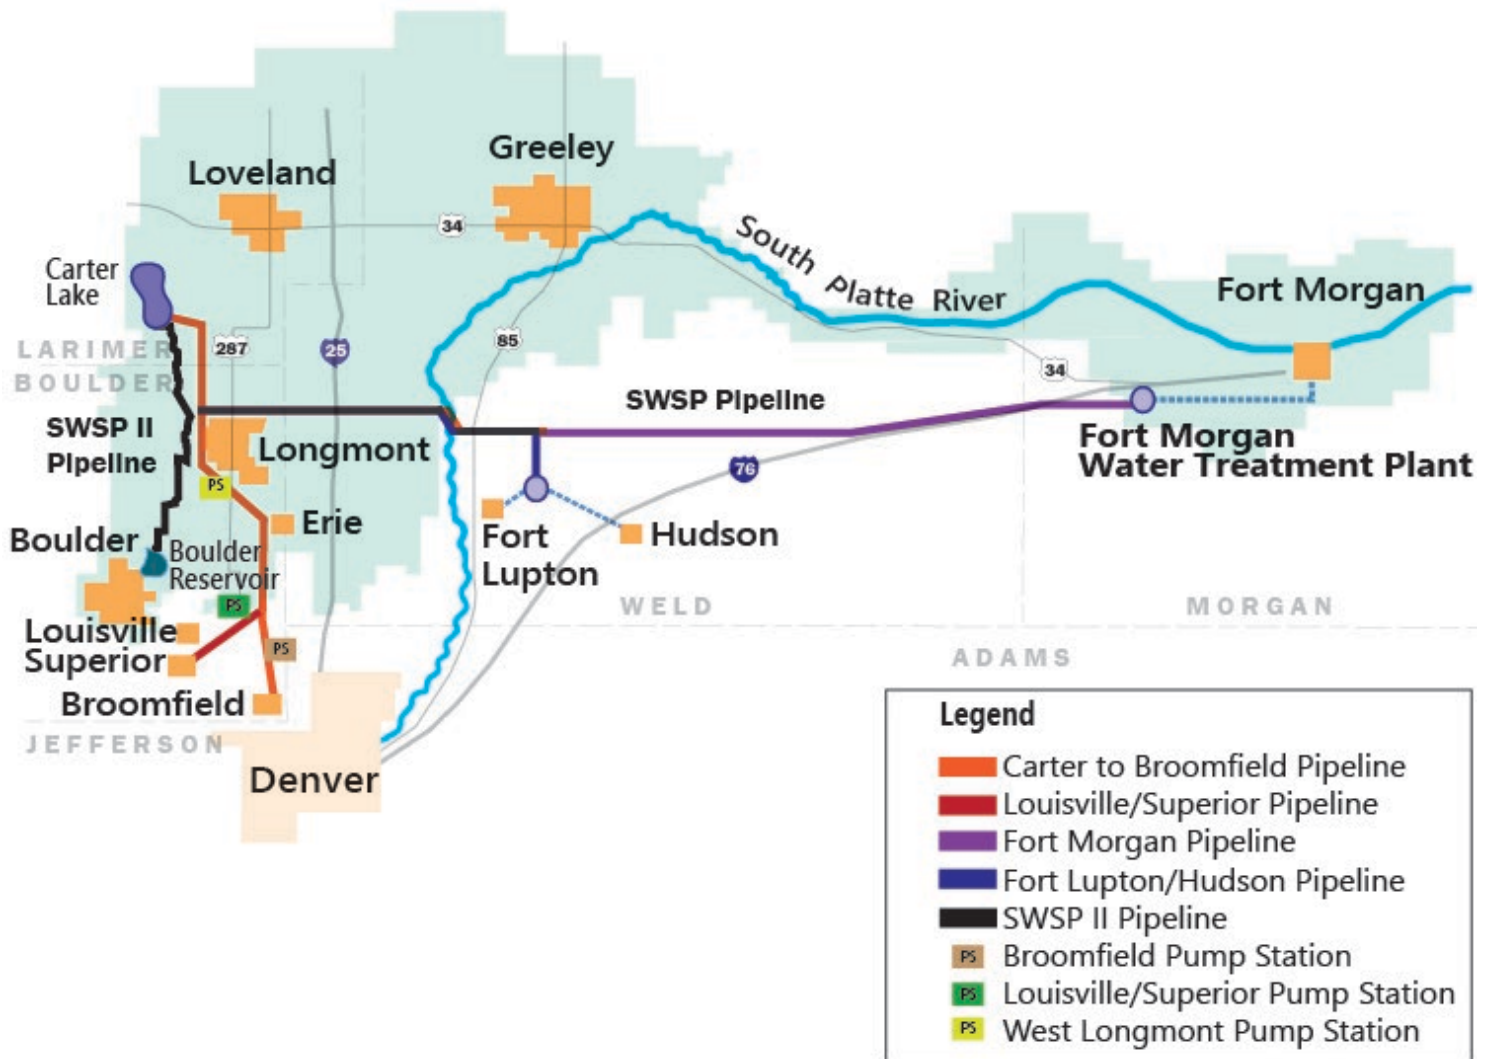 Greeley
Loveland
34
South Platte River
Carter
Lake
Fort Morgan
LARIMER
287
25
85
34
BOULDER
SWSP II
Pipeline
SWSP Pipeline
Longmont
Fort Morgan
Water Treatment Plant
76
PS
Erie
Fort
Lupton
Hudson
Boulder
Boulder
Reservoir
PS
WELD
MORGAN
Louisville
Superior
PS
ADAMS
Broomfield
JEFFERSON
Denver
Legend
Carter to Broomfield Pipeline
Louisville/Superior Pipeline
Fort Morgan Pipeline
Fort Lupton/Hudson Pipeline
SWSP II Pipeline
PS Broomfield Pump Station
PS Louisville/Superior Pump Station
PS West Longmont Pump Station